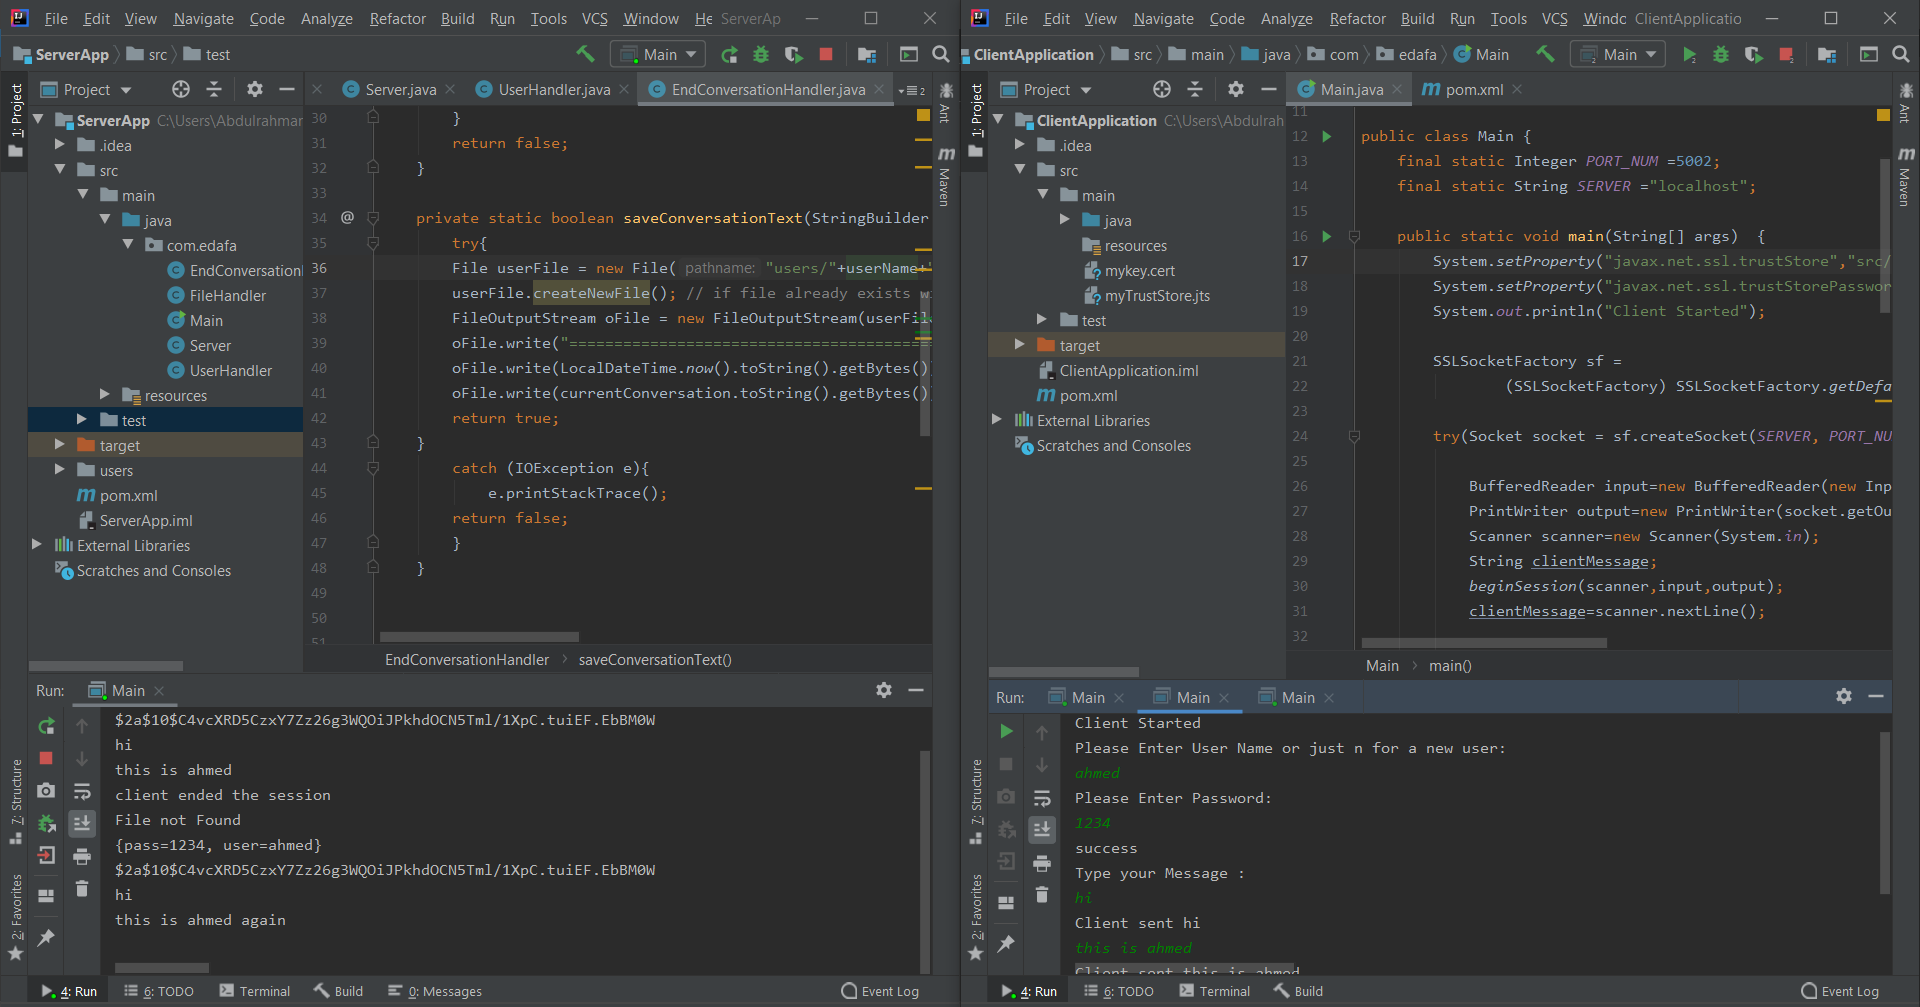 File Edit View Navigate Code Analyze Refactor Build Run Tools VCS Window He ServerAp
ServerApp src test Main
Project
Server.java UserHandler.java EndConversationHandler.java
1: Project
ServerApp C:\Users\Abdulrahmar
.idea
src
main
java
com.edafa
EndConversation
FileHandler
Main
Server
UserHandler
resources
test
target
users
pom.xml
ServerApp.iml
External Libraries
Scratches and Consoles
30 }
31 return false;
32 }
33
34 @ private static boolean saveConversationText(StringBuilder
35 try{
36 File userFile = new File( pathname: "users/"+userName+"
37 userFile.createNewFile(); // if file already exists w
38 FileOutputStream oFile = new FileOutputStream(userFil
39 oFile.write("========================================
40 oFile.write(LocalDateTime.now().toString().getBytes()
41 oFile.write(currentConversation.toString().getBytes()
42 return true;
43 }
44 catch (IOException e){
45 e.printStackTrace();
46 return false;
47 }
48 }
49
50
51
EndConversationHandler saveConversationText()
Ant
Maven
Run: Main
$2a$10$C4vcXRD5CzxY7Zz26g3WQOiJPkhdOCN5Tml/1XpC.tuiEF.EbBM0W
hi
this is ahmed
client ended the session
File not Found
{pass=1234, user=ahmed}
$2a$10$C4vcXRD5CzxY7Zz26g3WQOiJPkhdOCN5Tml/1XpC.tuiEF.EbBM0W
hi
this is ahmed again
7: Structure
2: Favorites
4: Run 6: TODO Terminal Build 0: Messages Event Log
File Edit View Navigate Code Analyze Refactor Build Run Tools VCS Windc ClientApplicatio
ClientApplication src main java com edafa Main Main
Project
Main.java pom.xml
1: Project
ClientApplication C:\Users\Abdulrah
.idea
src
main
java
resources
mykey.cert
myTrustStore.jts
test
target
ClientApplication.iml
pom.xml
External Libraries
Scratches and Consoles
11
12 public class Main {
13 final static Integer PORT_NUM =5002;
14 final static String SERVER ="localhost";
15
16 public static void main(String[] args) {
17 System.setProperty("javax.net.ssl.trustStore","src/
18 System.setProperty("javax.net.ssl.trustStorePasswor
19 System.out.println("Client Started");
20
21 SSLSocketFactory sf =
22 (SSLSocketFactory) SSLSocketFactory.getDefa
23
24 try(Socket socket = sf.createSocket(SERVER, PORT_NU
25
26 BufferedReader input=new BufferedReader(new Inp
27 PrintWriter output=new PrintWriter(socket.getOu
28 Scanner scanner=new Scanner(System.in);
29 String clientMessage;
30 beginSession(scanner,input,output);
31 clientMessage=scanner.nextLine();
32
Main main()
Ant
Maven
Run: Main Main Main
Client Started
Please Enter User Name or just n for a new user:
ahmed
Please Enter Password:
1234
success
Type your Message :
hi
Client sent hi
this is ahmed
Client sent this is ahmed
7: Structure
2: Favorites
4: Run 6: TODO Terminal Build Event Log